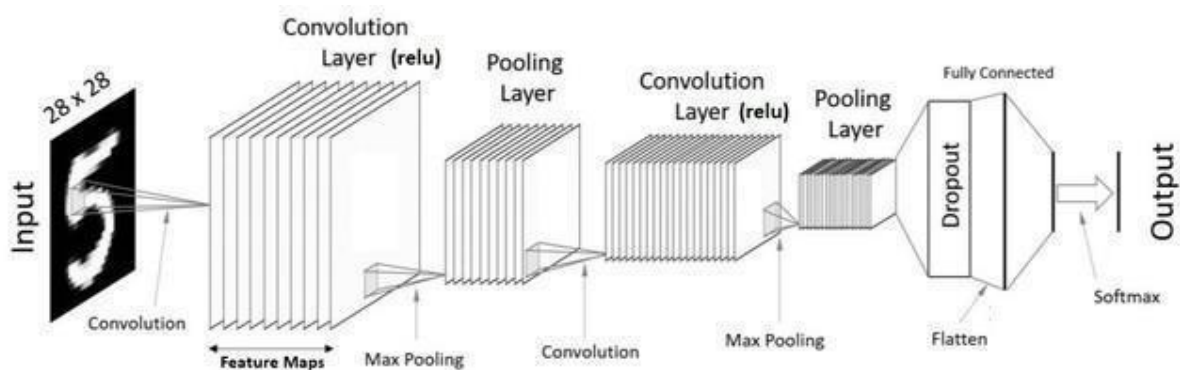 Input
28 x 28
Convolution
Convolution
Layer (relu)
Feature Maps
Max Pooling
Pooling
Layer
Convolution
Convolution
Layer (relu)
Max Pooling
Pooling
Layer
Dropout
Fully Connected
Flatten
Softmax
Output